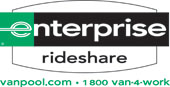 enterprise
rideshare
vanpool.com • 1 800 van-4-work